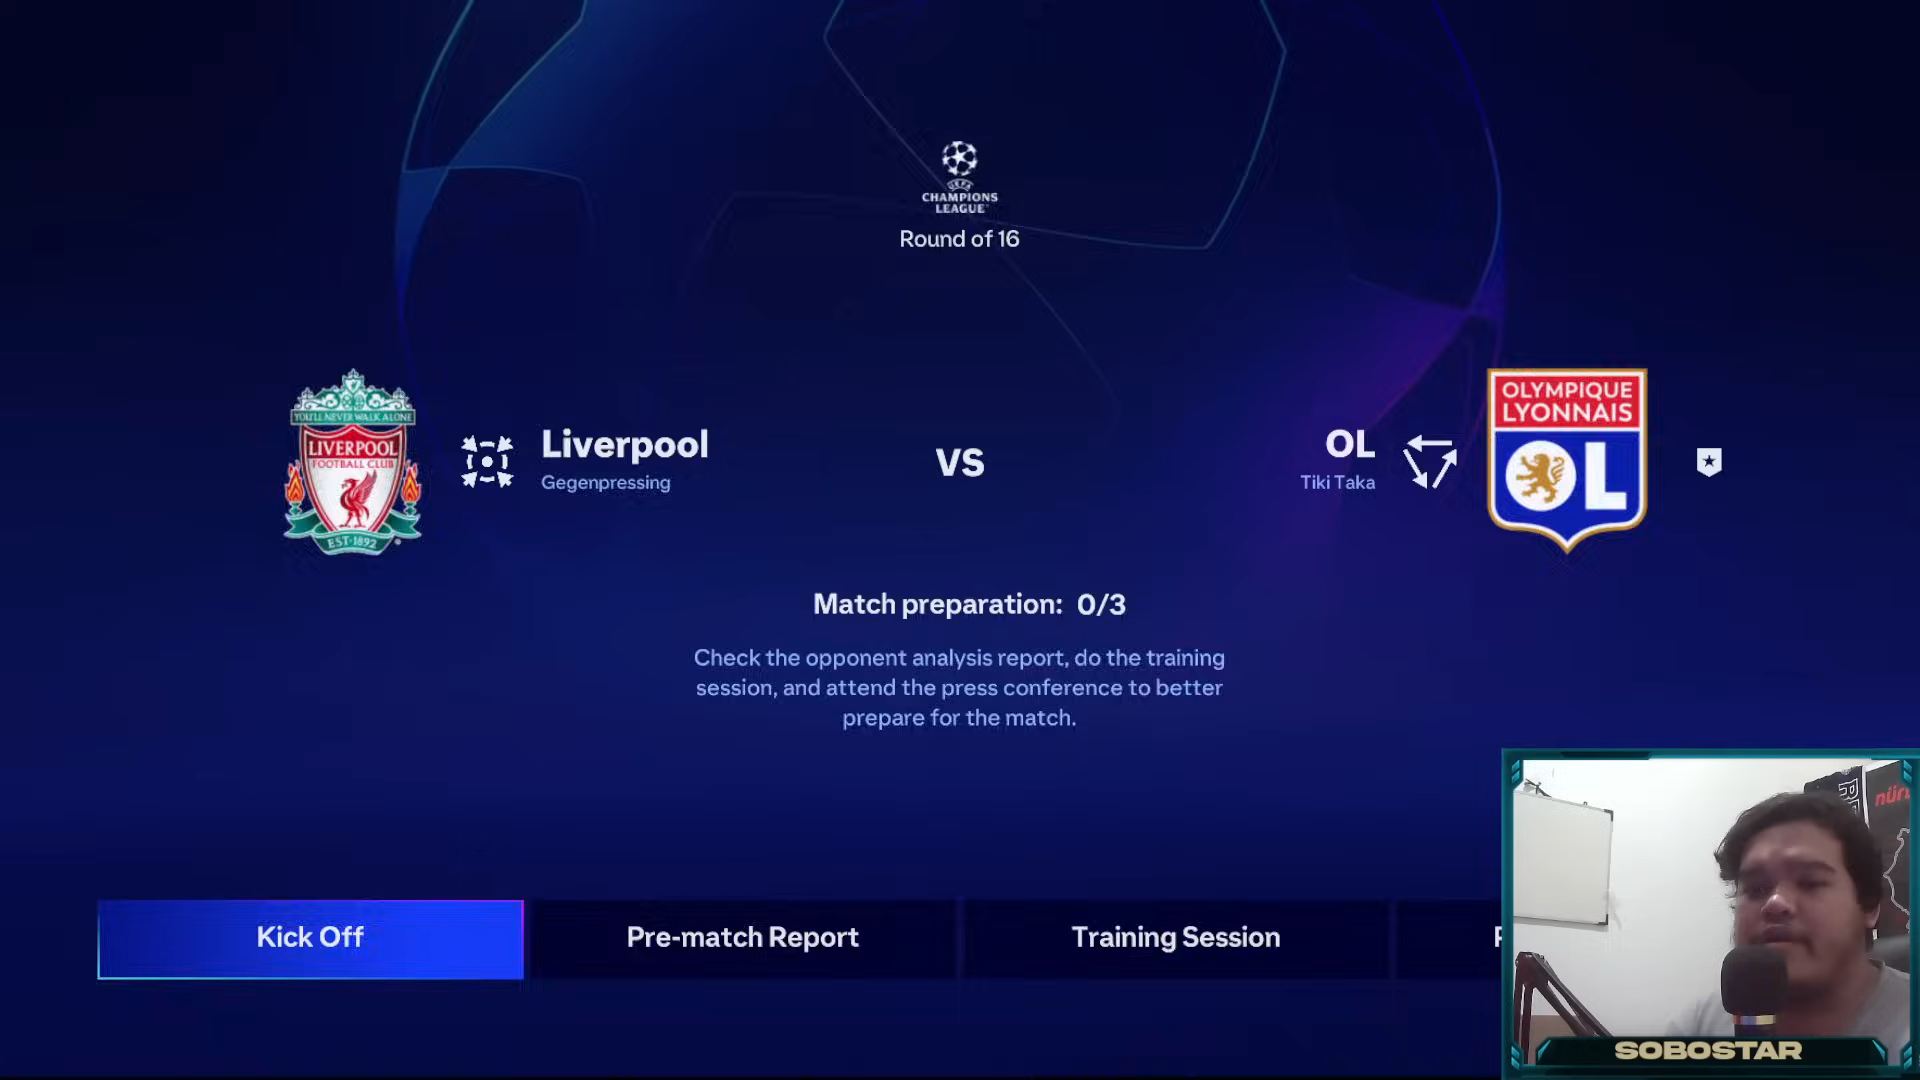 UEFA
CHAMPIONS
LEAGUE
Round of 16
YOU'LL NEVER WALK ALONE
LIVERPOOL
FOOTBALL CLUB
EST·1892
Liverpool
Gegenpressing
VS
OL
Tiki Taka
OLYMPIQUE
LYONNAIS
OL
Match preparation: 0/3
Check the opponent analysis report, do the training
session, and attend the press conference to better
prepare for the match.
Kick Off
Pre-match Report
Training Session
SOBOSTAR